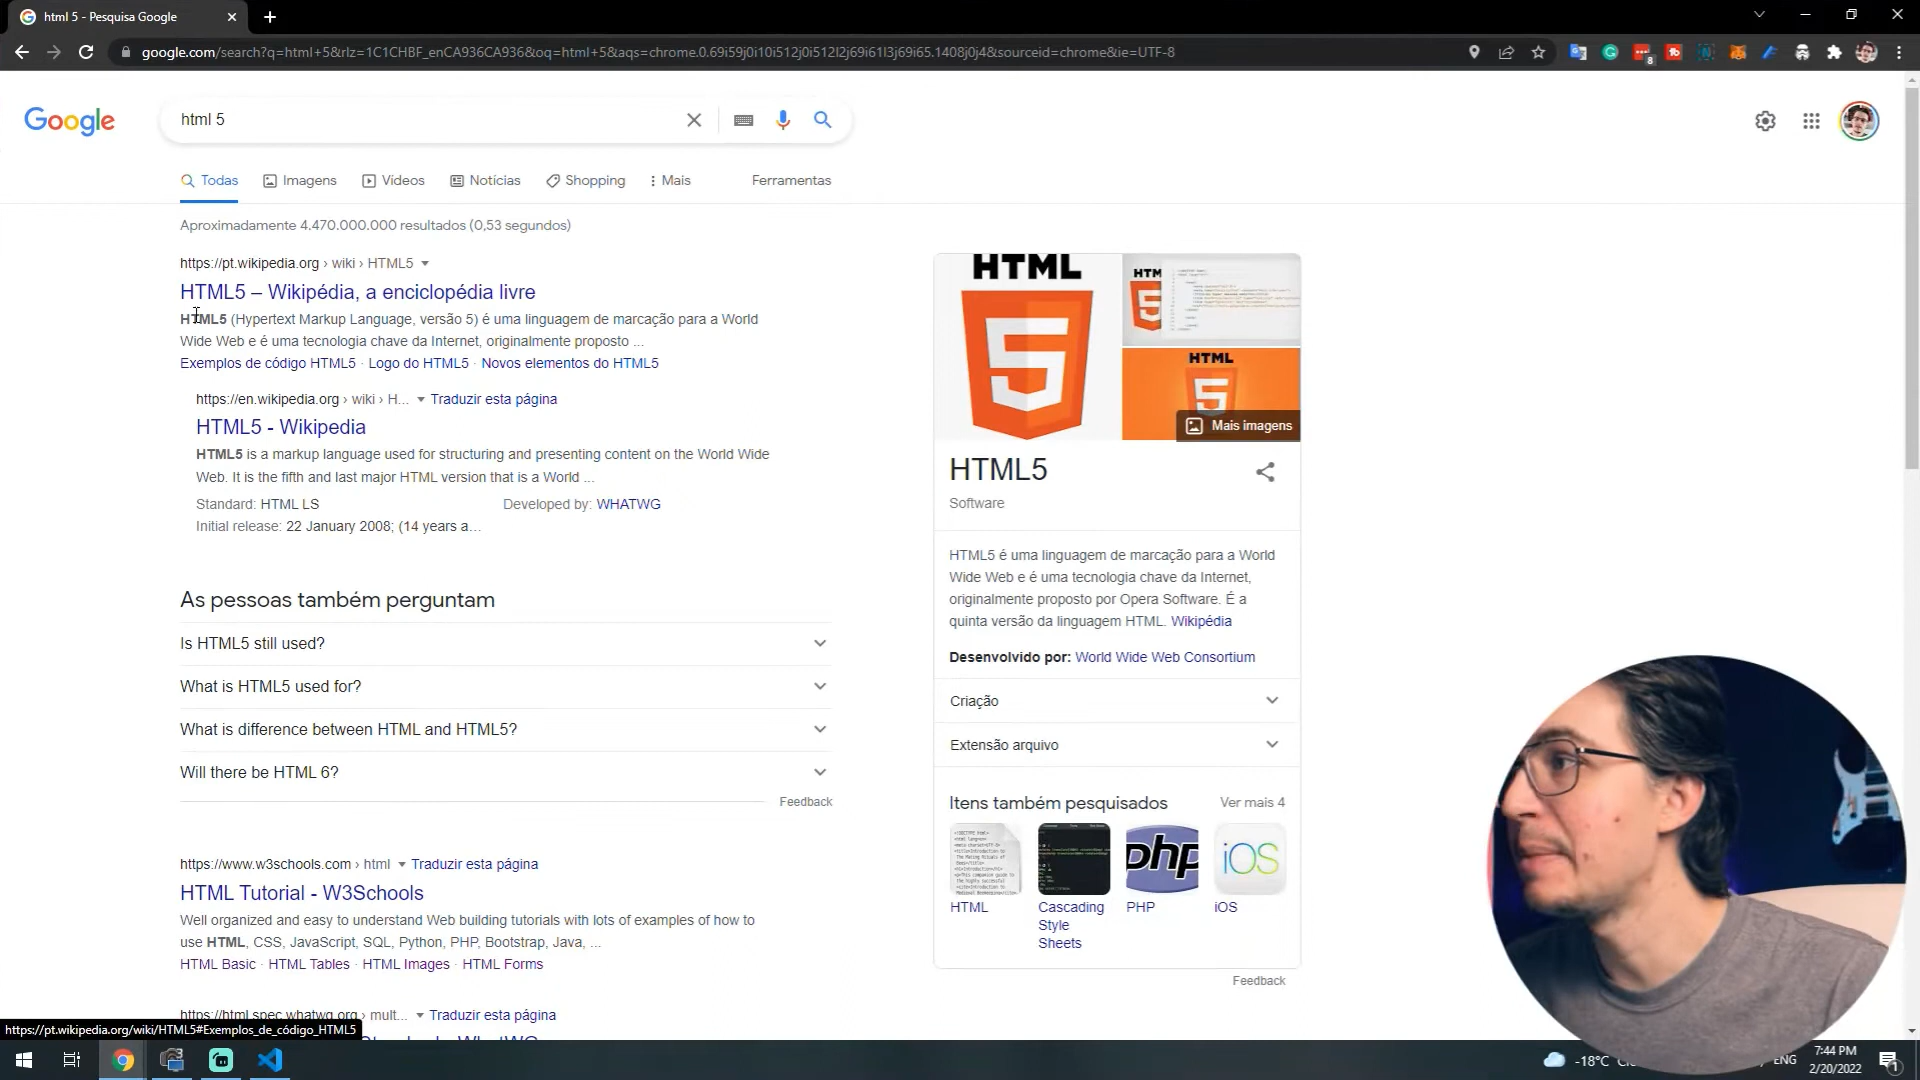 html 5 - Pesquisa Google
google.com/search?q=html+5&rlz=1C1CHBF_enCA936CA936&oq=html+5&aqs=chrome.0.69i59j0i10i512j0i512l2j69i61l3j69i65.1408j0j4&sourceid=chrome&ie=UTF-8
8
Google
html 5
Todas Imagens Vídeos Notícias Shopping Mais Ferramentas
Aproximadamente 4.470.000.000 resultados (0,53 segundos)
https://pt.wikipedia.org › wiki › HTML5
HTML5 – Wikipédia, a enciclopédia livre
HTML5 (Hypertext Markup Language, versão 5) é uma linguagem de marcação para a World
Wide Web e é uma tecnologia chave da Internet, originalmente proposto ...
Exemplos de código HTML5 · Logo do HTML5 · Novos elementos do HTML5
https://en.wikipedia.org › wiki › H... Traduzir esta página
HTML5 - Wikipedia
HTML5 is a markup language used for structuring and presenting content on the World Wide
Web. It is the fifth and last major HTML version that is a World ...
Standard: HTML LS Developed by: WHATWG
Initial release: 22 January 2008; (14 years a...
As pessoas também perguntam
Is HTML5 still used?
What is HTML5 used for?
What is difference between HTML and HTML5?
Will there be HTML 6?
Feedback
https://www.w3schools.com › html Traduzir esta página
HTML Tutorial - W3Schools
Well organized and easy to understand Web building tutorials with lots of examples of how to
use HTML, CSS, JavaScript, SQL, Python, PHP, Bootstrap, Java, ...
HTML Basic · HTML Tables · HTML Images · HTML Forms
https://html.spec.whatwg.org › mult... Traduzir esta página
https://pt.wikipedia.org/wiki/HTML5#Exemplos_de_código_HTML5
HTML
5
HTML
5
HTML
5
Mais imagens
HTML5
Software
HTML5 é uma linguagem de marcação para a World
Wide Web e é uma tecnologia chave da Internet,
originalmente proposto por Opera Software. É a
quinta versão da linguagem HTML. Wikipédia
Desenvolvido por: World Wide Web Consortium
Criação
Extensão arquivo
Itens também pesquisados Ver mais 4
php
iOS
HTML
Cascading
Style
Sheets
PHP
iOS
Feedback
-18°C
ENG
7:44 PM
2/20/2022
1